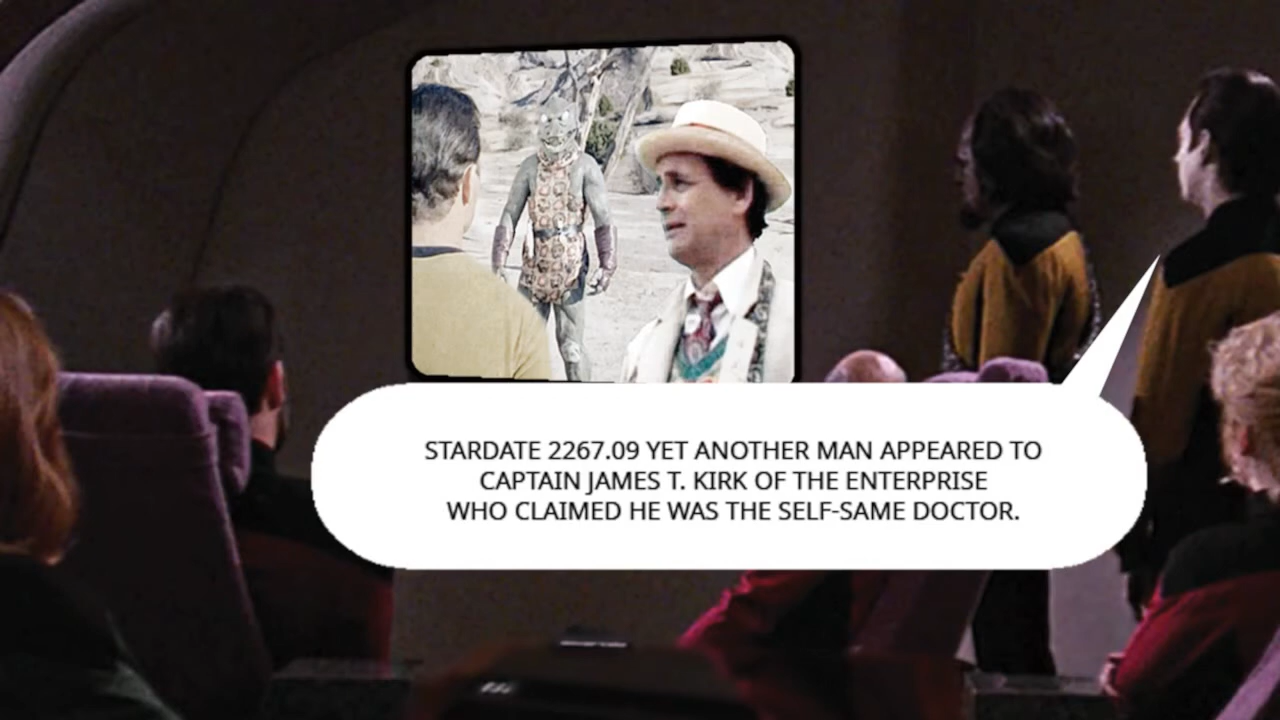 STARDATE 2267.09 YET ANOTHER MAN APPEARED TO
CAPTAIN JAMES T. KIRK OF THE ENTERPRISE
WHO CLAIMED HE WAS THE SELF-SAME DOCTOR.